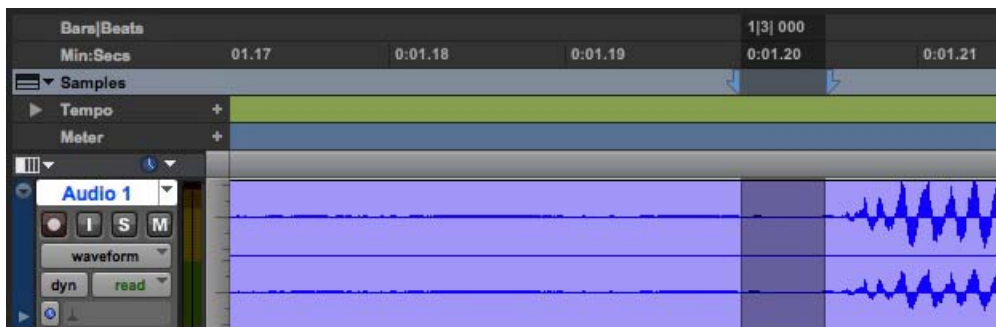 Bars|Beats 1|3| 000
Min:Secs 01.17 0:01.18 0:01.19 0:01.20 0:01.21
Samples
Tempo +
Meter +
Audio 1
I S M
waveform
dyn read